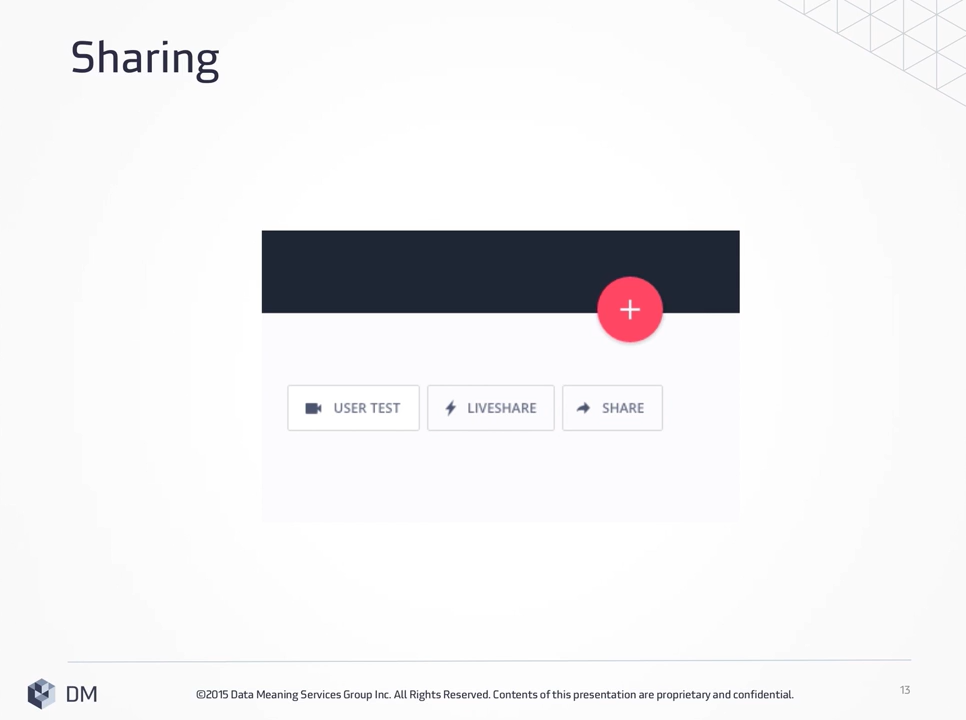 Sharing
+
USER TEST
LIVESHARE
SHARE
DM
©2015 Data Meaning Services Group Inc. All Rights Reserved. Contents of this presentation are proprietary and confidential.
13